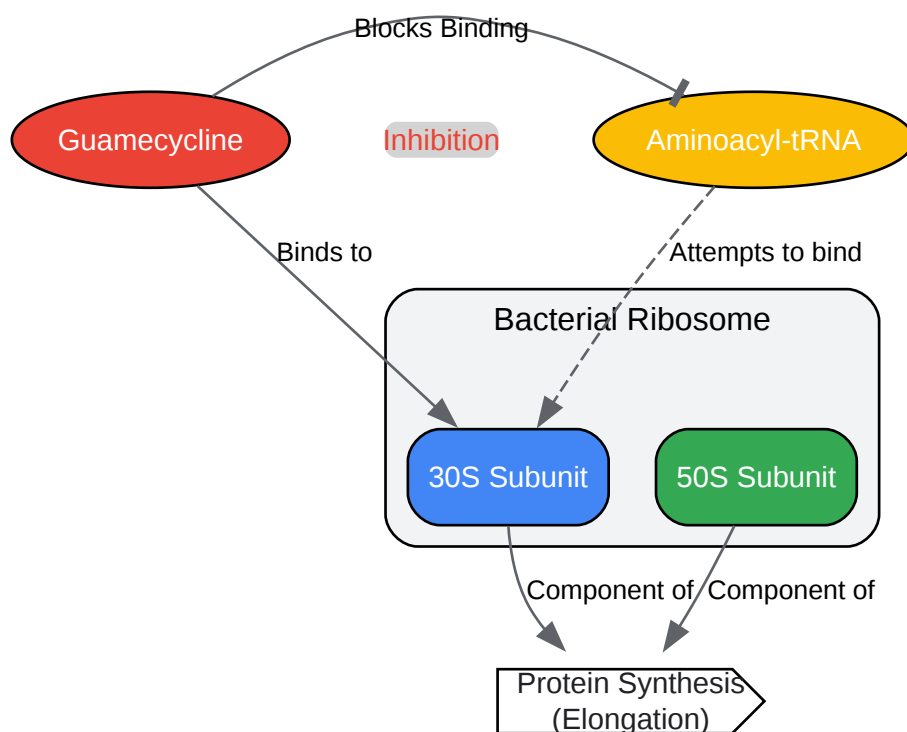 Blocks Binding
Guamecycline
Inhibition
Aminoacyl-tRNA
Binds to
Attempts to bind
Bacterial Ribosome
30S Subunit
50S Subunit
Component of
Component of
Protein Synthesis
(Elongation)